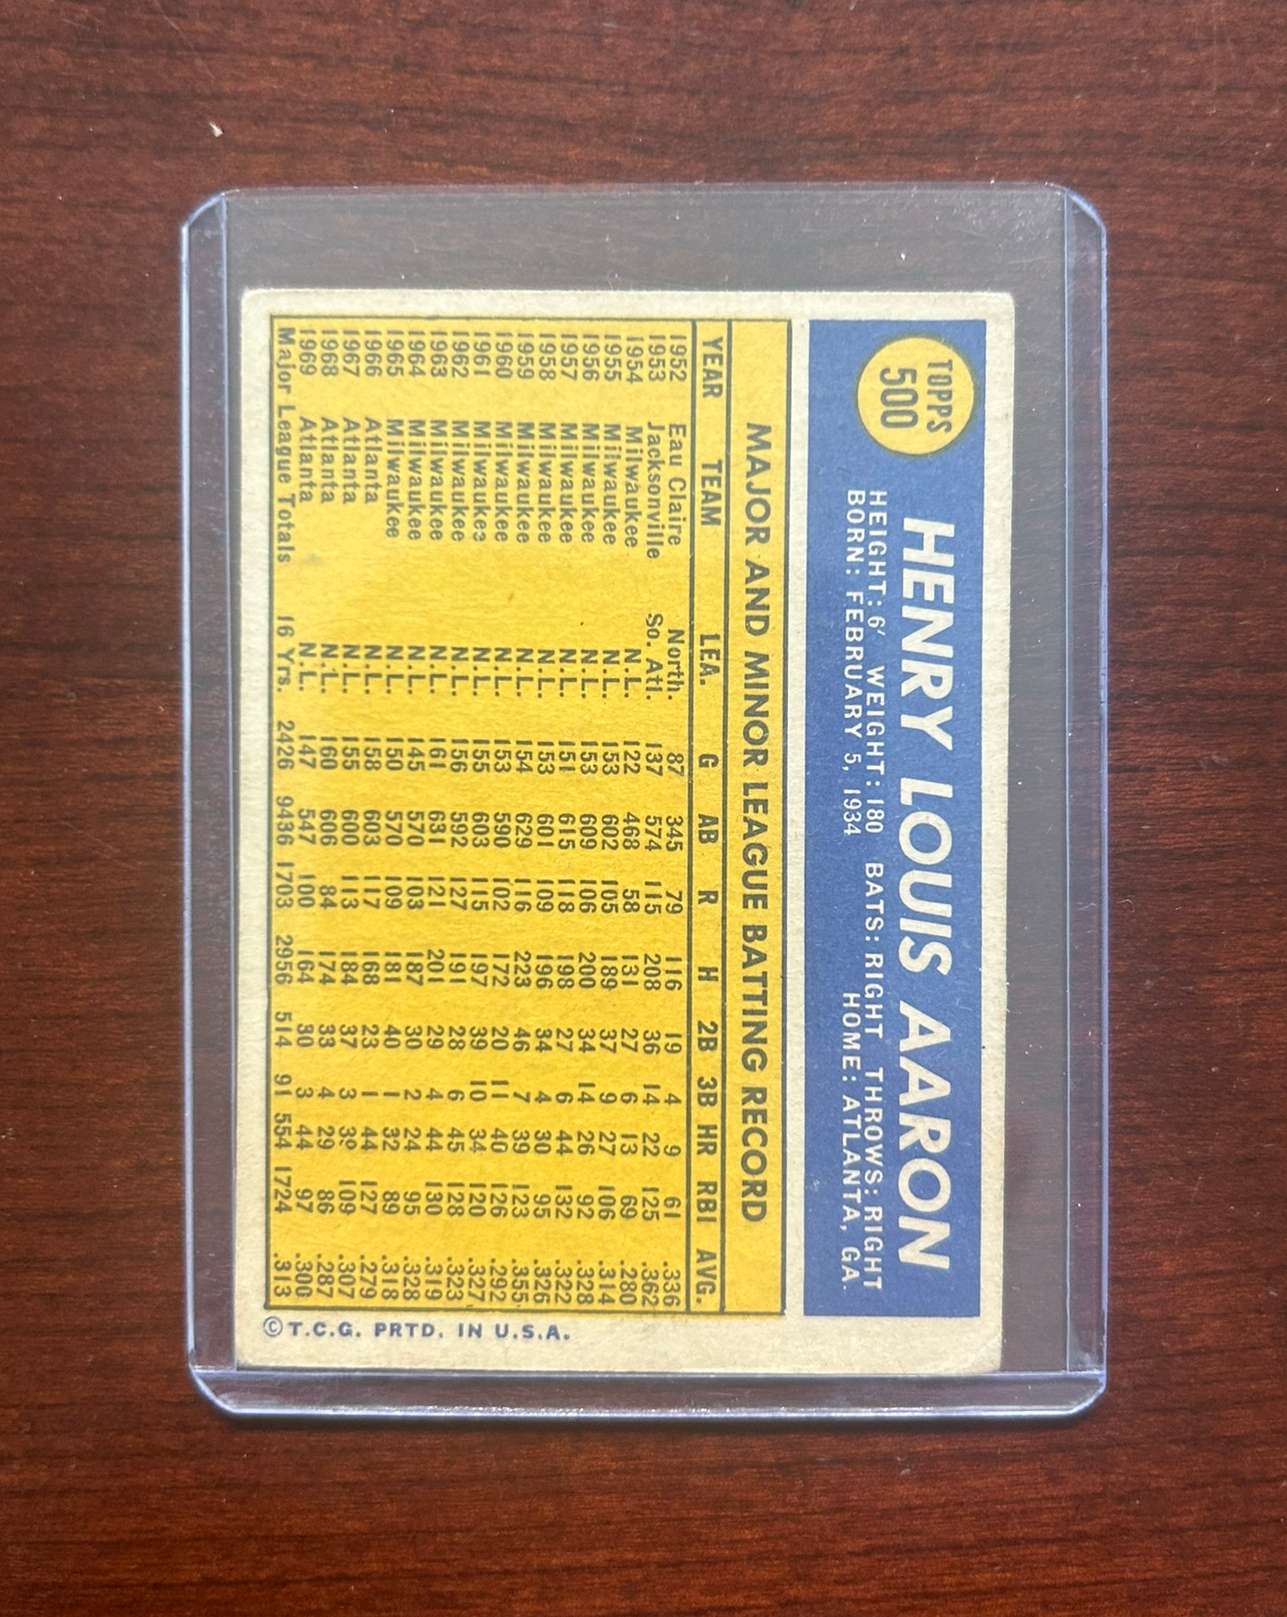 TOPPS
500
HENRY LOUIS AARON
HEIGHT: 6' WEIGHT: 180 BATS: RIGHT THROWS: RIGHT
BORN: FEBRUARY 5, 1934 HOME: ATLANTA, GA.
MAJOR AND MINOR LEAGUE BATTING RECORD
YEAR TEAM LEA. G AB R H 2B 3B HR RBI AVG.
1952 Eau Claire North. 87 345 79 116 19 4 9 61 .336
1953 Jacksonville So. Atl. 137 574 115 208 36 14 22 125 .362
1954 Milwaukee N.L. 122 468 58 131 27 6 13 69 .280
1955 Milwaukee N.L. 153 602 105 189 37 9 27 106 .314
1956 Milwaukee N.L. 153 609 106 200 34 14 26 92 .328
1957 Milwaukee N.L. 151 615 118 198 27 6 44 132 .322
1958 Milwaukee N.L. 153 601 109 196 34 4 30 95 .326
1959 Milwaukee N.L. 154 629 116 223 46 7 39 123 .355
1960 Milwaukee N.L. 153 590 102 172 20 11 40 126 .292
1961 Milwaukee N.L. 155 603 115 197 39 10 34 120 .327
1962 Milwaukee N.L. 156 592 127 191 28 6 45 128 .323
1963 Milwaukee N.L. 161 631 121 201 29 4 44 130 .319
1964 Milwaukee N.L. 145 570 103 187 30 2 24 95 .328
1965 Milwaukee N.L. 150 570 109 181 40 1 32 89 .318
1966 Atlanta N.L. 158 603 117 168 23 1 44 127 .279
1967 Atlanta N.L. 155 600 113 184 37 3 39 109 .307
1968 Atlanta N.L. 160 606 84 174 33 4 29 86 .287
1969 Atlanta N.L. 147 547 100 164 30 3 44 97 .300
Major League Totals 16 Yrs. 2426 9436 1703 2956 514 91 554 1724 .313
© T.C.G. PRTD. IN U.S.A.